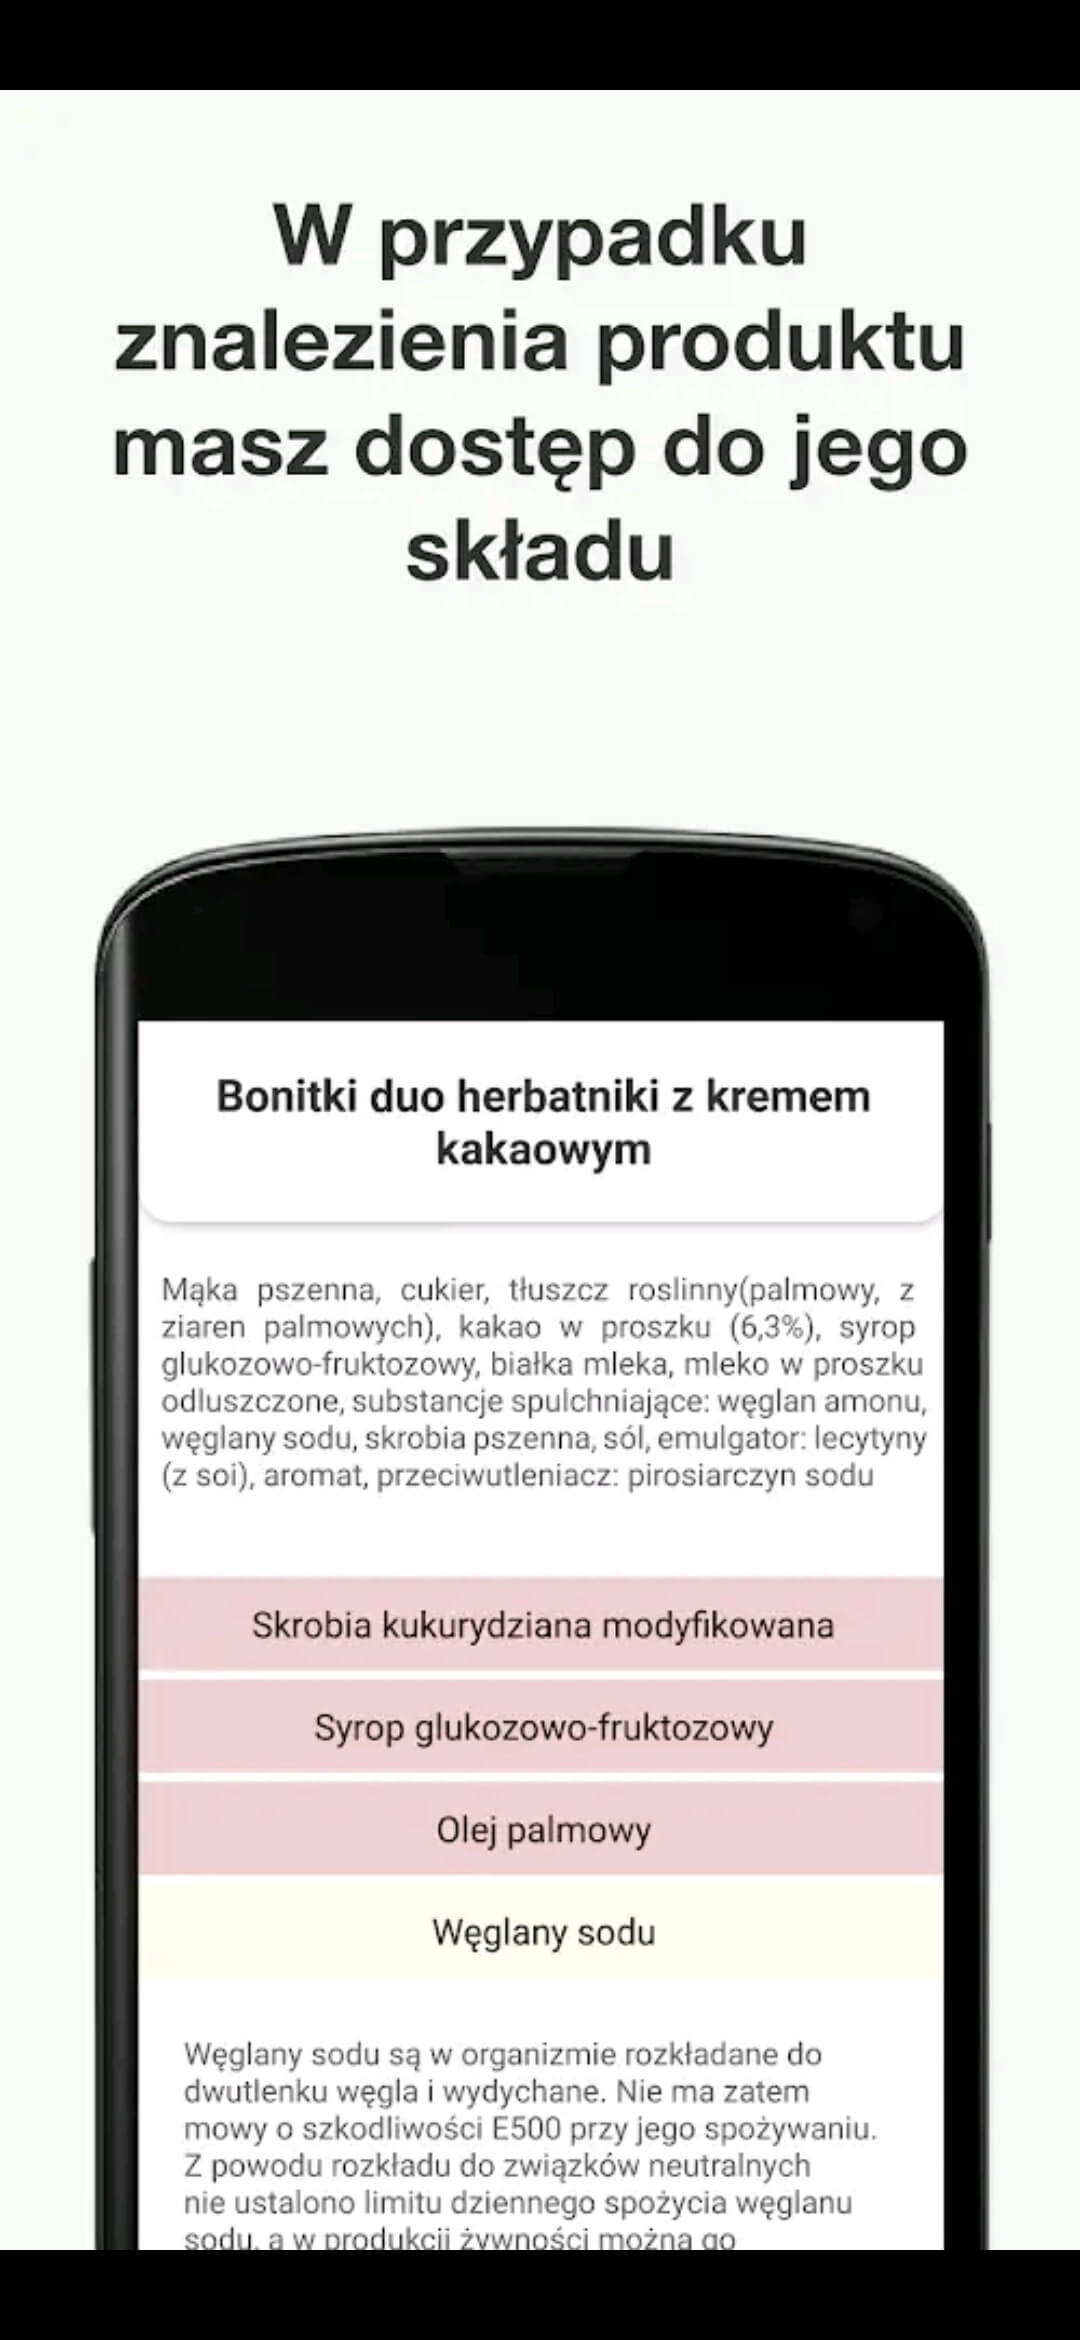 W przypadku
znalezienia produktu
masz dostęp do jego
składu
Bonitki duo herbatniki z kremem
kakaowym
Mąka pszenna, cukier, tłuszcz roslinny(palmowy, z
ziaren palmowych), kakao w proszku (6,3%), syrop
glukozowo-fruktozowy, białka mleka, mleko w proszku
odluszczone, substancje spulchniające: węglan amonu,
węglany sodu, skrobia pszenna, sól, emulgator: lecytyny
(z soi), aromat, przeciwutleniacz: pirosiarczyn sodu
Skrobia kukurydziana modyfikowana
Syrop glukozowo-fruktozowy
Olej palmowy
Węglany sodu
Węglany sodu są w organizmie rozkładane do
dwutlenku węgla i wydychane. Nie ma zatem
mowy o szkodliwości E500 przy jego spożywaniu.
Z powodu rozkładu do związków neutralnych
nie ustalono limitu dziennego spożycia węglanu
sodu, a w produkcji żywności można go